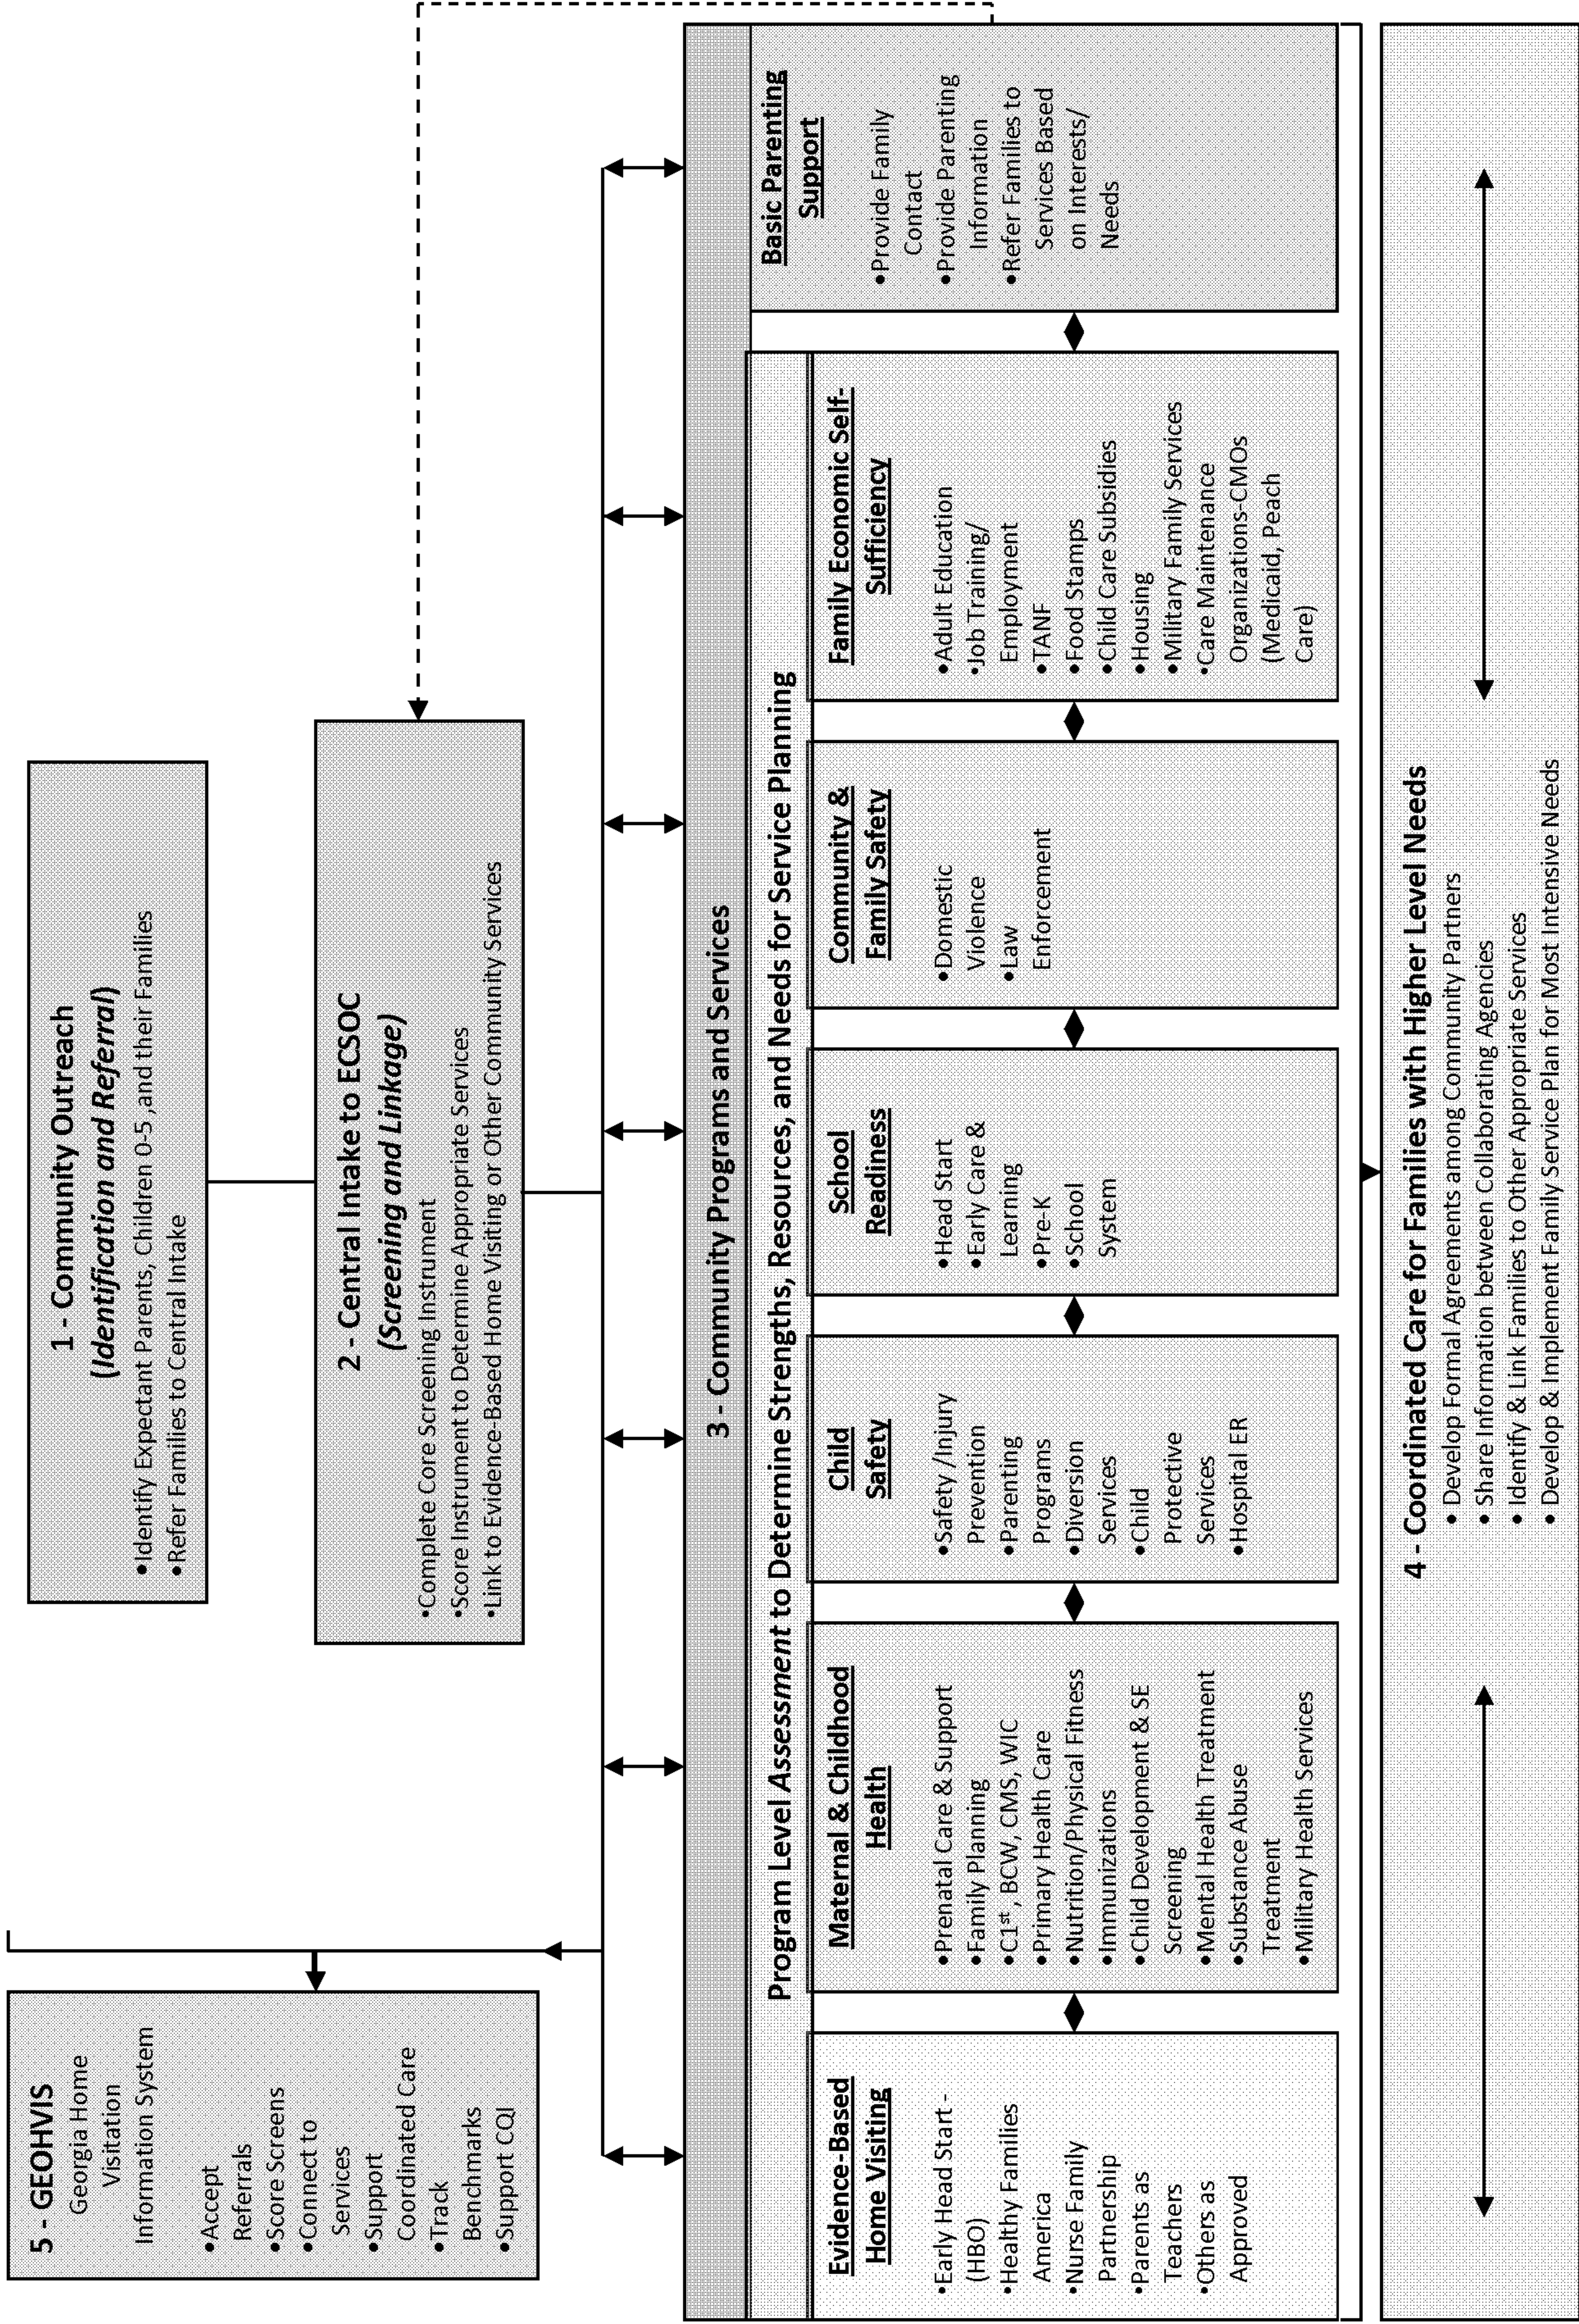 5 - GEOHVIS
Georgia Home
Visitation
Information System
•Accept
Referrals
•Score Screens
•Connect to
Services
•Support
Coordinated Care
•Track
Benchmarks
•Support CQI
1 - Community Outreach
(Identification and Referral)
•Identify Expectant Parents, Children 0-5 ,and their Families
•Refer Families to Central Intake
2 - Central Intake to ECSOC
(Screening and Linkage)
•Complete Core Screening Instrument
•Score Instrument to Determine Appropriate Services
•Link to Evidence-Based Home Visiting or Other Community Services
3 - Community Programs and Services
Program Level Assessment to Determine Strengths, Resources, and Needs for Service Planning
Evidence-Based
Home Visiting
•Early Head Start -
(HBO)
•Healthy Families
America
•Nurse Family
Partnership
•Parents as
Teachers
•Others as
Approved
Maternal & Childhood
Health
•Prenatal Care & Support
•Family Planning
•C1st , BCW, CMS, WIC
•Primary Health Care
•Nutrition/Physical Fitness
•Immunizations
•Child Development & SE
Screening
•Mental Health Treatment
•Substance Abuse
Treatment
•Military Health Services
Child
Safety
•Safety /Injury
Prevention
•Parenting
Programs
•Diversion
Services
•Child
Protective
Services
•Hospital ER
School
Readiness
•Head Start
•Early Care &
Learning
•Pre-K
•School
System
Community &
Family Safety
•Domestic
Violence
•Law
Enforcement
Family Economic Self-
Sufficiency
•Adult Education
•Job Training/
Employment
•TANF
•Food Stamps
•Child Care Subsidies
•Housing
•Military Family Services
•Care Maintenance
Organizations-CMOs
(Medicaid, Peach
Care)
Basic Parenting
Support
•Provide Family
Contact
•Provide Parenting
Information
•Refer Families to
Services Based
on Interests/
Needs
4 - Coordinated Care for Families with Higher Level Needs
• Develop Formal Agreements among Community Partners
• Share Information between Collaborating Agencies
• Identify & Link Families to Other Appropriate Services
• Develop & Implement Family Service Plan for Most Intensive Needs